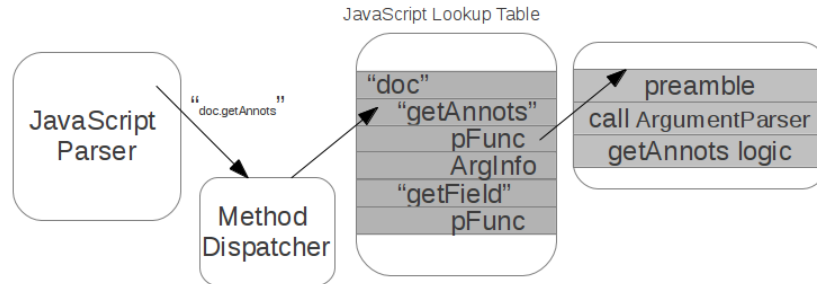 JavaScript Lookup Table
JavaScript
Parser
“doc.getAnnots”
Method
Dispatcher
“doc”
“getAnnots”
pFunc
ArgInfo
“getField”
pFunc
preamble
call ArgumentParser
getAnnots logic